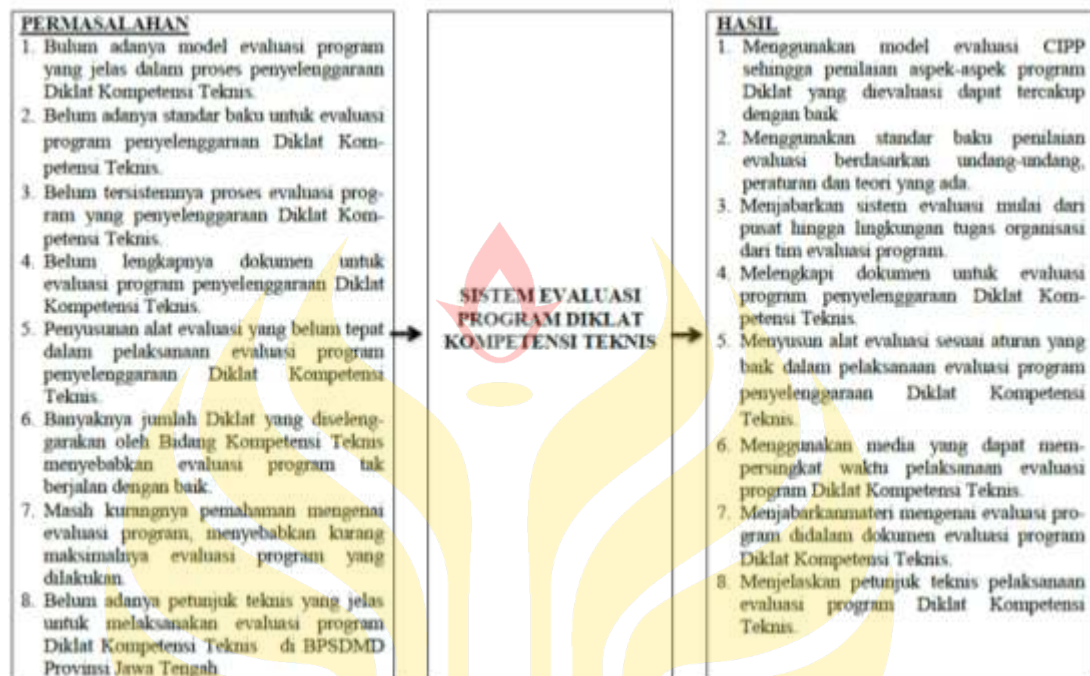 PERMASALAHAN
1. Bulum adanya model evaluasi program
yang jelas dalam proses penyelenggaraan
Diklat Kompetensi Teknis.
2. Belum adanya standar baku untuk evaluasi
program penyelenggaraan Diklat Kom-
petensi Teknis.
3. Belum tersistemnya proses evaluasi prog-
ram yang penyelenggaraan Diklat Kom-
petensi Teknis.
4. Belum lengkapnya dokumen untuk
evaluasi program penyelenggaraan Diklat
Kompetensi Teknis.
5. Penyusunan alat evaluasi yang belum tepat
dalam pelaksanaan evaluasi program
penyelenggaraan Diklat Kompetensi
Teknis.
6. Banyaknya jumlah Diklat yang diseleng-
garakan oleh Bidang Kompetensi Teknis
menyebabkan evaluasi program tak
berjalan dengan baik.
7. Masih kurangnya pemahaman mengenai
evaluasi program, menyebabkan kurang
maksimalnya evaluasi program yang
dilakukan.
8. Belum adanya petunjuk teknis yang jelas
untuk melaksanakan evaluasi program
Diklat Kompetensi Teknis di BPSDMD
Provinsi Jawa Tengah
SISTEM EVALUASI
PROGRAM DIKLAT
KOMPETENSI TEKNIS
HASIL
1. Menggunakan model evaluasi CIPP
sehingga penilaian aspek-aspek program
Diklat yang dievaluasi dapat tercakup
dengan baik
2. Menggunakan standar baku penilaian
evaluasi berdasarkan undang-undang,
peraturan dan teori yang ada.
3. Menjabarkan sistem evaluasi mulai dari
pusat hingga lingkungan tugas organisasi
dari tim evaluasi program.
4. Melengkapi dokumen untuk evaluasi
program penyelenggaraan Diklat Kom-
petensi Teknis.
5. Menyusun alat evaluasi sesuai aturan yang
baik dalam pelaksanaan evaluasi program
penyelenggaraan Diklat Kompetensi
Teknis.
6. Menggunakan media yang dapat mem-
persingkat waktu pelaksanaan evaluasi
program Diklat Kompetensi Teknis.
7. Menjabarkanmateri mengenai evaluasi pro-
gram didalam dokumen evaluasi program
Diklat Kompetensi Teknis.
8. Menjelaskan petunjuk teknis pelaksanaan
evaluasi program Diklat Kompetensi
Teknis.